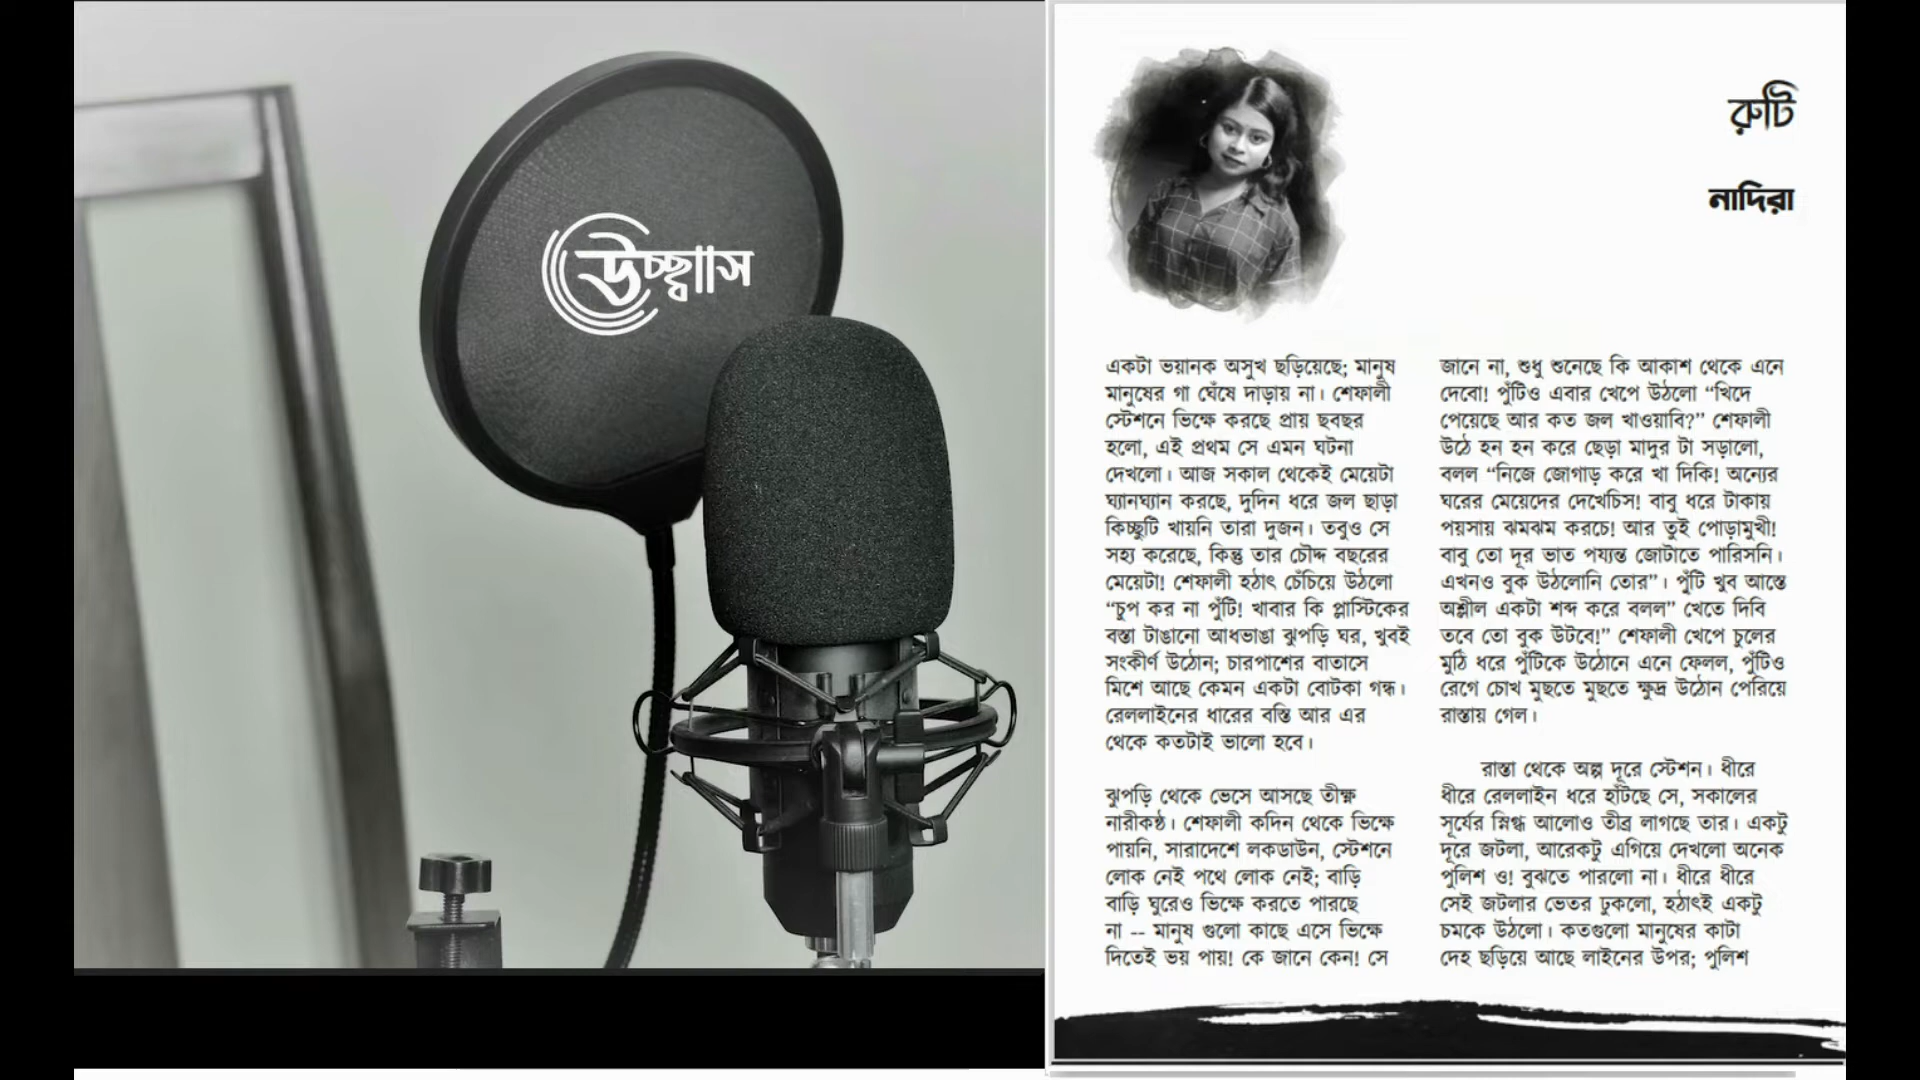 উচ্ছ্বাস
রুটি
নাদিরা
একটা ভয়ানক অসুখ ছড়িয়েছে; মানুষ
মানুষের গা ঘেঁষে দাড়ায় না। শেফালী
স্টেশনে ভিক্ষে করছে প্রায় ছবছর
হলো, এই প্রথম সে এমন ঘটনা
দেখলো। আজ সকাল থেকেই মেয়েটা
ঘ্যানঘ্যান করছে, দুদিন ধরে জল ছাড়া
কিচ্ছুটি খায়নি তারা দুজন। তবুও সে
সহ্য করেছে, কিন্তু তার চৌদ্দ বছরের
মেয়েটা! শেফালী হঠাৎ চেঁচিয়ে উঠলো
“চুপ কর না পুঁটি! খাবার কি প্লাস্টিকের
বস্তা টাঙানো আধভাঙা ঝুপড়ি ঘর, খুবই
সংকীর্ণ উঠোন; চারপাশের বাতাসে
মিশে আছে কেমন একটা বোটকা গন্ধ।
রেললাইনের ধারের বস্তি আর এর
থেকে কতটাই ভালো হবে।
ঝুপড়ি থেকে ভেসে আসছে তীক্ষ্ণ
নারীকণ্ঠ। শেফালী কদিন থেকে ভিক্ষে
পায়নি, সারাদেশে লকডাউন, স্টেশনে
লোক নেই পথে লোক নেই; বাড়ি
বাড়ি ঘুরেও ভিক্ষে করতে পারছে
না -- মানুষ গুলো কাছে এসে ভিক্ষে
দিতেই ভয় পায়! কে জানে কেন! সে
জানে না, শুধু শুনেছে কি আকাশ থেকে এনে
দেবো! পুঁটিও এবার খেপে উঠলো “খিদে
পেয়েছে আর কত জল খাওয়াবি?” শেফালী
উঠে হন হন করে ছেড়া মাদুর টা সড়ালো,
বলল “নিজে জোগাড় করে খা দিকি! অন্যের
ঘরের মেয়েদের দেখেচিস! বাবু ধরে টাকায়
পয়সায় ঝমঝম করচে! আর তুই পোড়ামুখী!
বাবু তো দূর ভাত পয্যন্ত জোটাতে পারিসনি।
এখনও বুক উঠলোনি তোর”। পুঁটি খুব আস্তে
অশ্লীল একটা শব্দ করে বলল” খেতে দিবি
তবে তো বুক উটবে!” শেফালী খেপে চুলের
মুঠি ধরে পুঁটিকে উঠোনে এনে ফেলল, পুঁটিও
রেগে চোখ মুছতে মুছতে ক্ষুদ্র উঠোন পেরিয়ে
রাস্তায় গেল।
রাস্তা থেকে অল্প দূরে স্টেশন। ধীরে
ধীরে রেললাইন ধরে হাঁটছে সে, সকালের
সূর্যের স্নিগ্ধ আলোও তীব্র লাগছে তার। একটু
দূরে জটলা, আরেকটু এগিয়ে দেখলো অনেক
পুলিশ ও! বুঝতে পারলো না। ধীরে ধীরে
সেই জটলার ভেতর ঢুকলো, হঠাৎই একটু
চমকে উঠলো। কতগুলো মানুষের কাটা
দেহ ছড়িয়ে আছে লাইনের উপর; পুলিশ